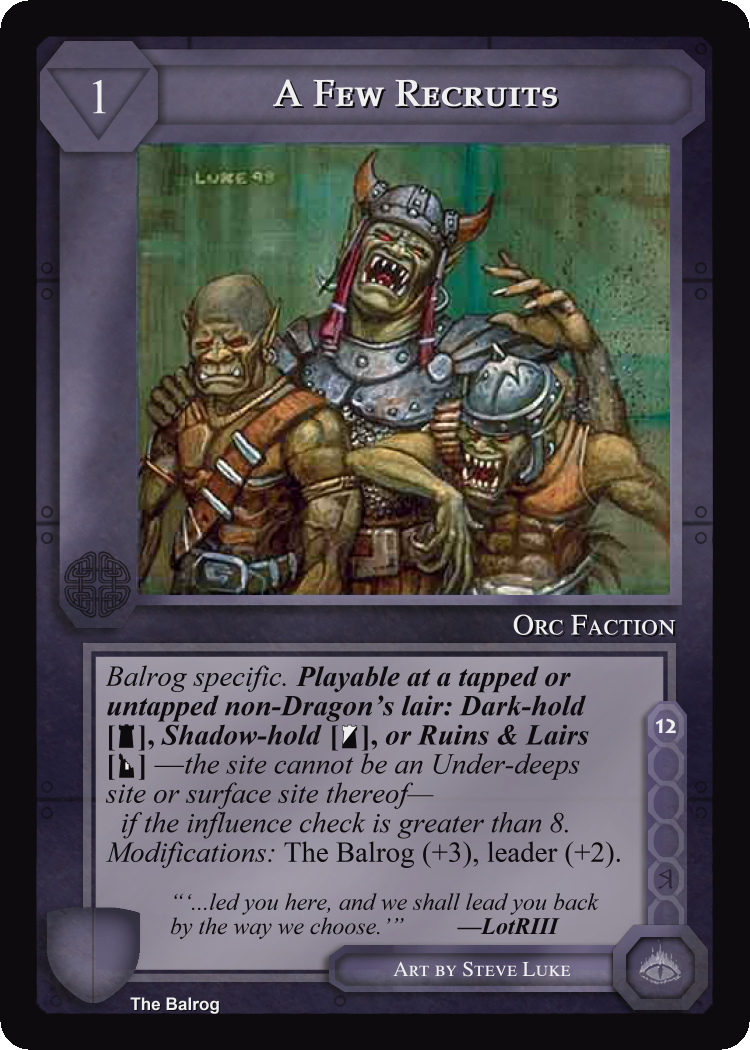 1
A Few Recruits
LUKE 98
Orc Faction
Balrog specific. Playable at a tapped or
untapped non-Dragon's lair: Dark-hold
[ ], Shadow-hold [ ], or Ruins & Lairs
[ ] —the site cannot be an Under-deeps
site or surface site thereof—
if the influence check is greater than 8.
Modifications: The Balrog (+3), leader (+2).
12
"'...led you here, and we shall lead you back
by the way we choose.'" —LotRIII
Art by Steve Luke
The Balrog